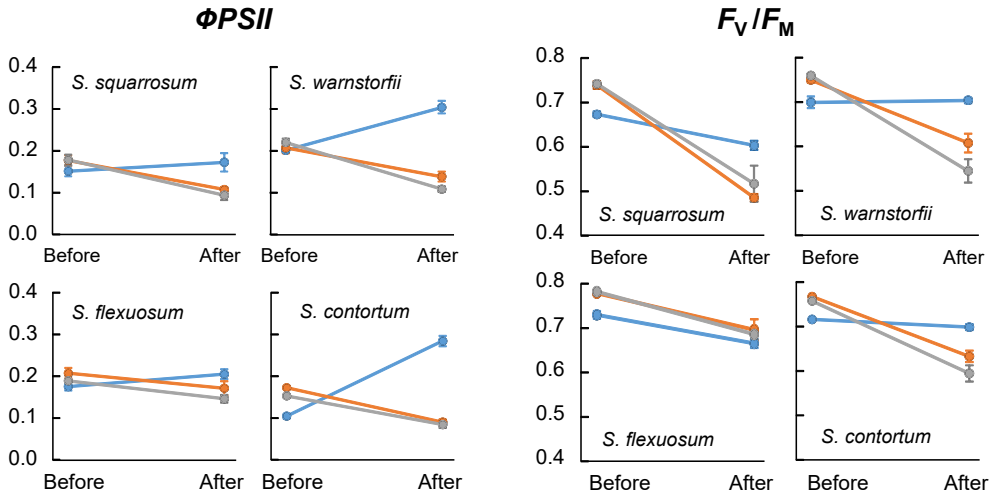 ΦPSII
0.4
0.3
0.2
0.1
0.0
S. squarrosum
Before After
S. warnstorfii
Before After
0.4
0.3
0.2
0.1
0.0
S. flexuosum
Before After
S. contortum
Before After
FV/FM
0.8
0.7
0.6
0.5
0.4
S. squarrosum
Before After
S. warnstorfii
Before After
0.8
0.7
0.6
0.5
0.4
S. flexuosum
Before After
S. contortum
Before After